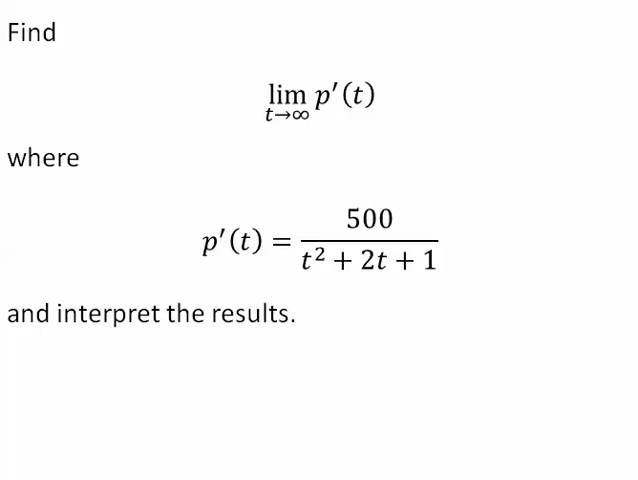 Find
lim p′(t)
t→∞
where
p′(t) = 500 / (t² + 2t + 1)
and interpret the results.